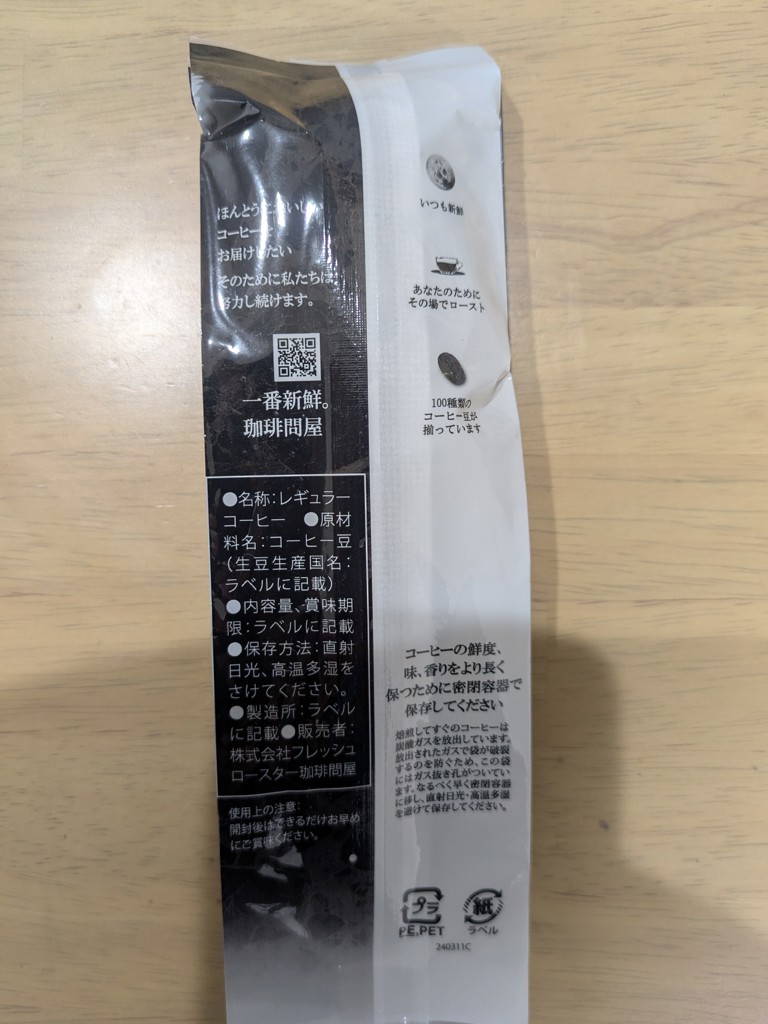 ほんとうにおいしい
コーヒーを
お届けしたい
そのために私たちは
努力し続けます。
一番新鮮。
珈琲問屋
●名称：レギュラー
コーヒー ●原材
料名：コーヒー豆
（生豆生産国名：
ラベルに記載）
●内容量、賞味期
限：ラベルに記載
●保存方法：直射
日光、高温多湿を
さけてください。
●製造所：ラベル
に記載●販売者：
株式会社フレッシュ
ロースター珈琲問屋
使用上の注意：
開封後はできるだけお早め
にご賞味ください。
いつも新鮮
あなたのために
その場でロースト
100種類の
コーヒー豆が
揃っています
コーヒーの鮮度、
味、香りをより長く
保つために密閉容器で
保存してください
焙煎してすぐのコーヒーは
炭酸ガスを放出しています。
放出されたガスで袋が破裂
するのを防ぐため、この袋
にはガス抜き孔がついてい
ます。なるべく早く密閉容器
に移し、直射日光・高温多湿
を避けて保存してください。
プラ
PE,PET
紙
ラベル
240311C